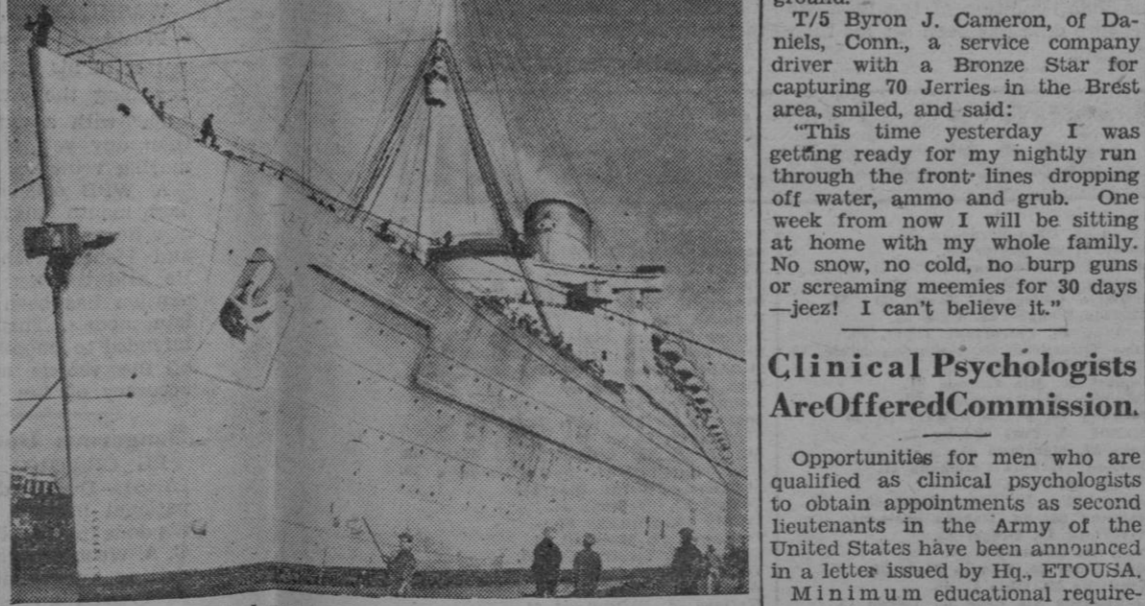 ground.
T/5 Byron J. Cameron, of Da-
niels, Conn., a service company
driver with a Bronze Star for
capturing 70 Jerries in the Brest
area, smiled, and said:
"This time yesterday I was
getting ready for my nightly run
through the front lines dropping
off water, ammo and grub. One
week from now I will be sitting
at home with my whole family.
No snow, no cold, no burp guns
or screaming meemies for 30 days
—jeez! I can't believe it."
Clinical Psychologists
Are Offered Commission.
Opportunities for men who are
qualified as clinical psychologists
to obtain appointments as second
lieutenants in the Army of the
United States have been announced
in a letter issued by Hq., ETOUSA.
Minimum educational require-